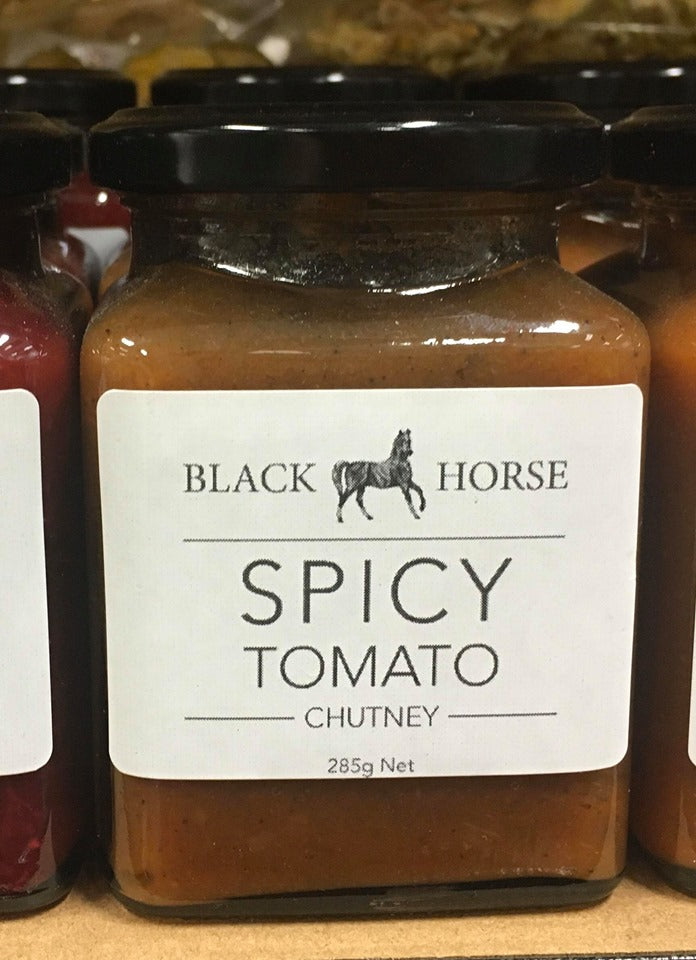 BLACK HORSE
SPICY
TOMATO
CHUTNEY
285g Net